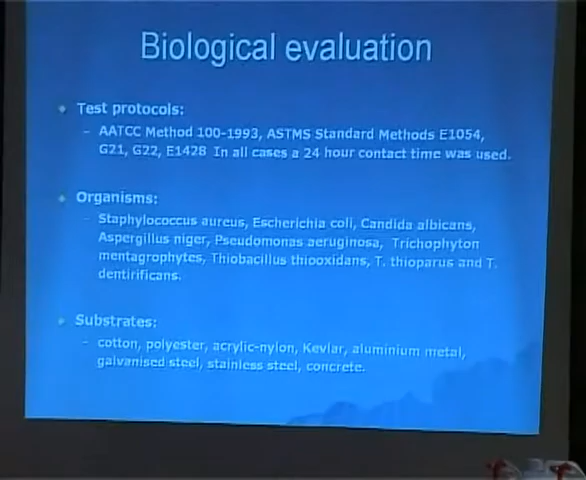 Biological evaluation
Test protocols:
– AATCC Method 100-1993, ASTMS Standard Methods E1054,
G21, G22, E1428 In all cases a 24 hour contact time was used.
Organisms:
– Staphylococcus aureus, Escherichia coli, Candida albicans,
Aspergillus niger, Pseudomonas aeruginosa, Trichophyton
mentagrophytes, Thiobacillus thiooxidans, T. thioparus and T.
dentirificans.
Substrates:
– cotton, polyester, acrylic-nylon, Kevlar, aluminium metal,
galvanised steel, stainless steel, concrete.